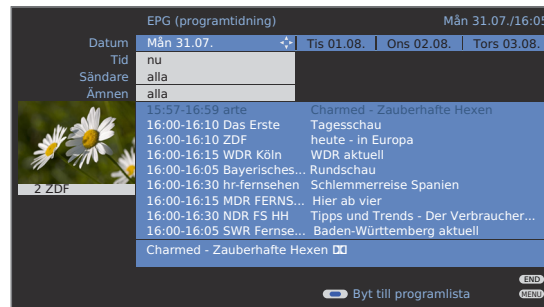 EPG (programtidning) Mån 31.07./16:05
Datum Mån 31.07. Tis 01.08. Ons 02.08. Tors 03.08.
Tid nu
Sändare alla
Ämnen alla
15:57-16:59 arte Charmed - Zauberhafte Hexen
16:00-16:10 Das Erste Tagesschau
16:00-16:10 ZDF heute - in Europa
16:00-16:15 WDR Köln WDR aktuell
16:00-16:05 Bayerisches... Rundschau
16:00-16:30 hr-fernsehen Schlemmerreise Spanien
2 ZDF
16:00-16:15 MDR FERNS... Hier ab vier
16:00-16:30 NDR FS HH Tipps und Trends - Der Verbraucher...
16:00-16:05 SWR Fernse... Baden-Württemberg aktuell
Charmed - Zauberhafte Hexen
END
Byt till programlista MENU